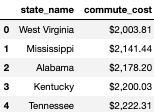 state_name commute_cost
0 West Virginia $2,003.81
1 Mississippi $2,141.44
2 Alabama $2,178.20
3 Kentucky $2,200.03
4 Tennessee $2,222.31